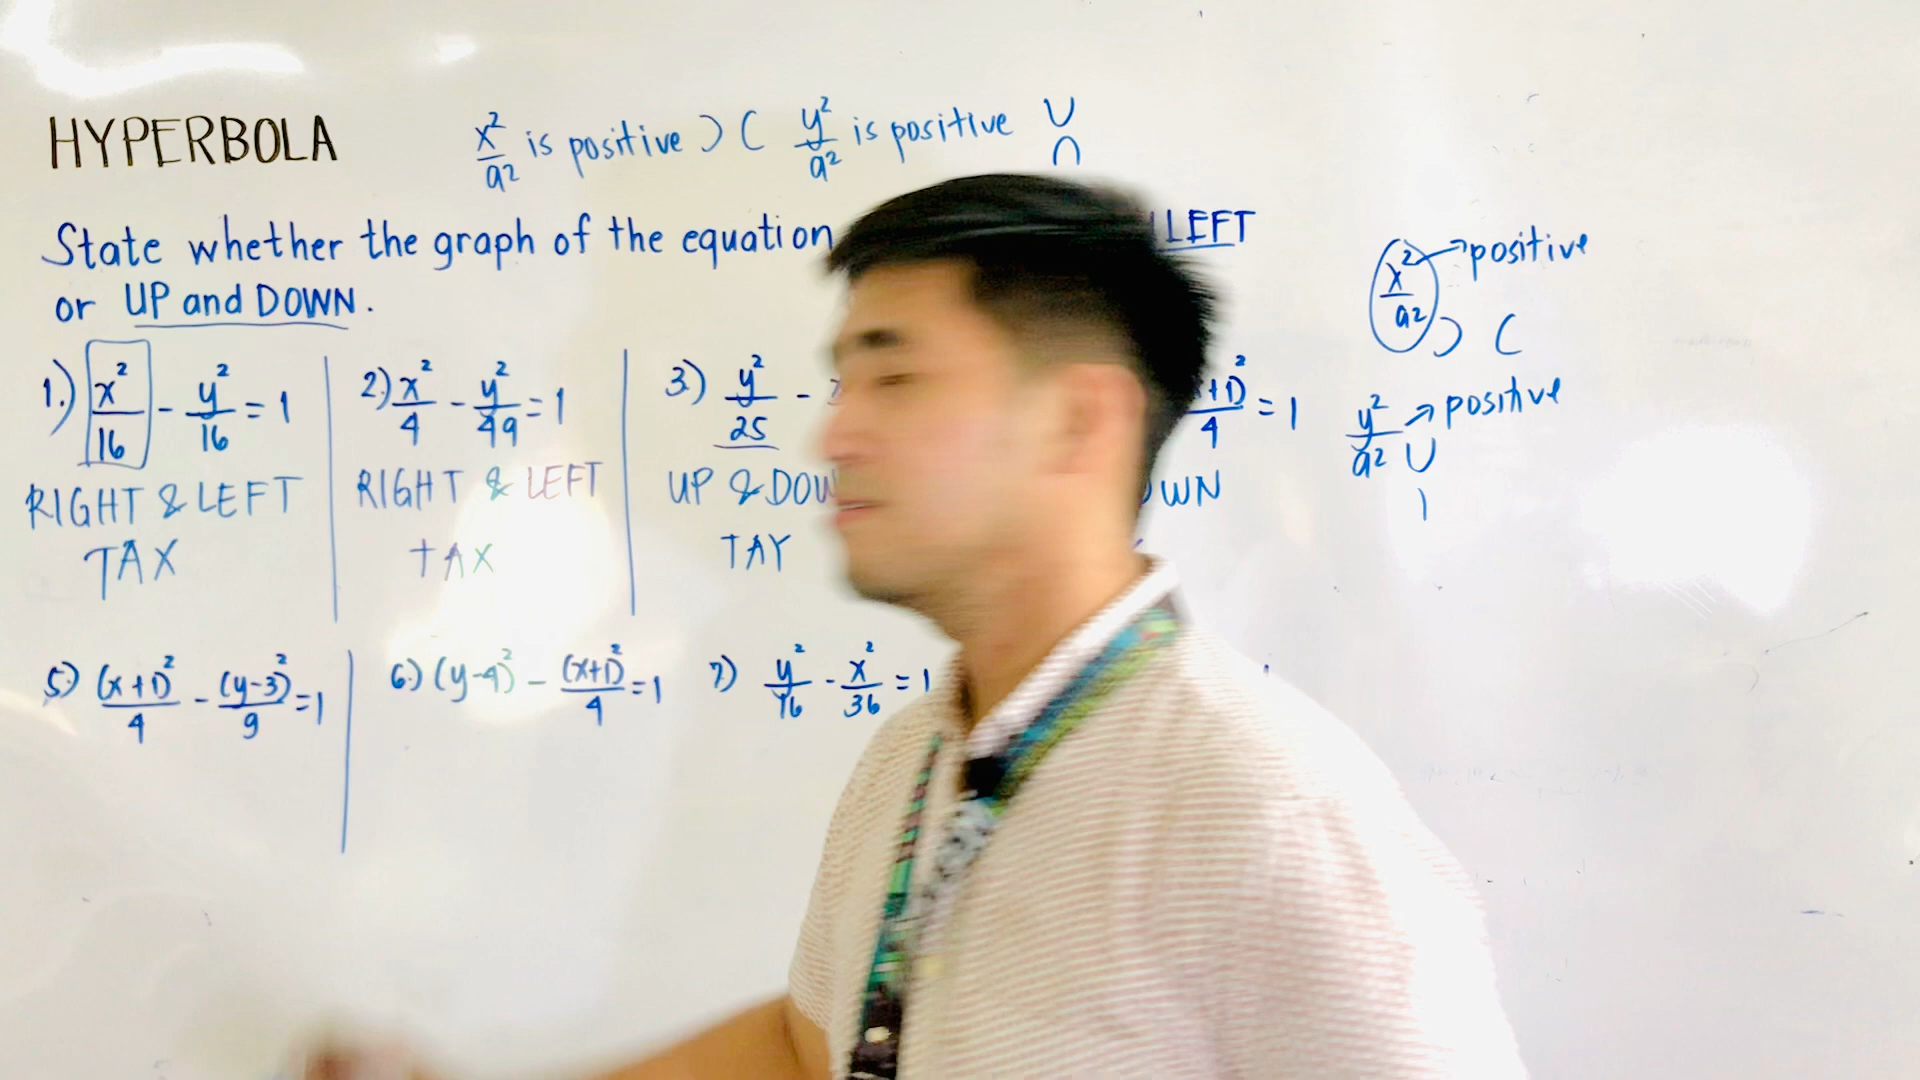 HYPERBOLA
x²/a² is positive ) ( y²/a² is positive ∪ ∩
State whether the graph of the equation LEFT
or UP and DOWN.
1.) x²/16 - y²/16 = 1
RIGHT & LEFT
TAX
2) x²/4 - y²/49 = 1
RIGHT & LEFT
TAX
3) y²/25 -
UP & DOW
TAY
+1)²/4 = 1
WN
x²/a² → positive
) (
y²/a² → positive
∪
5) (x+1)²/4 - (y-3)²/9 = 1
6.) (y-4)² - (x+1)²/4 = 1
7) y²/16 - x²/36 = 1